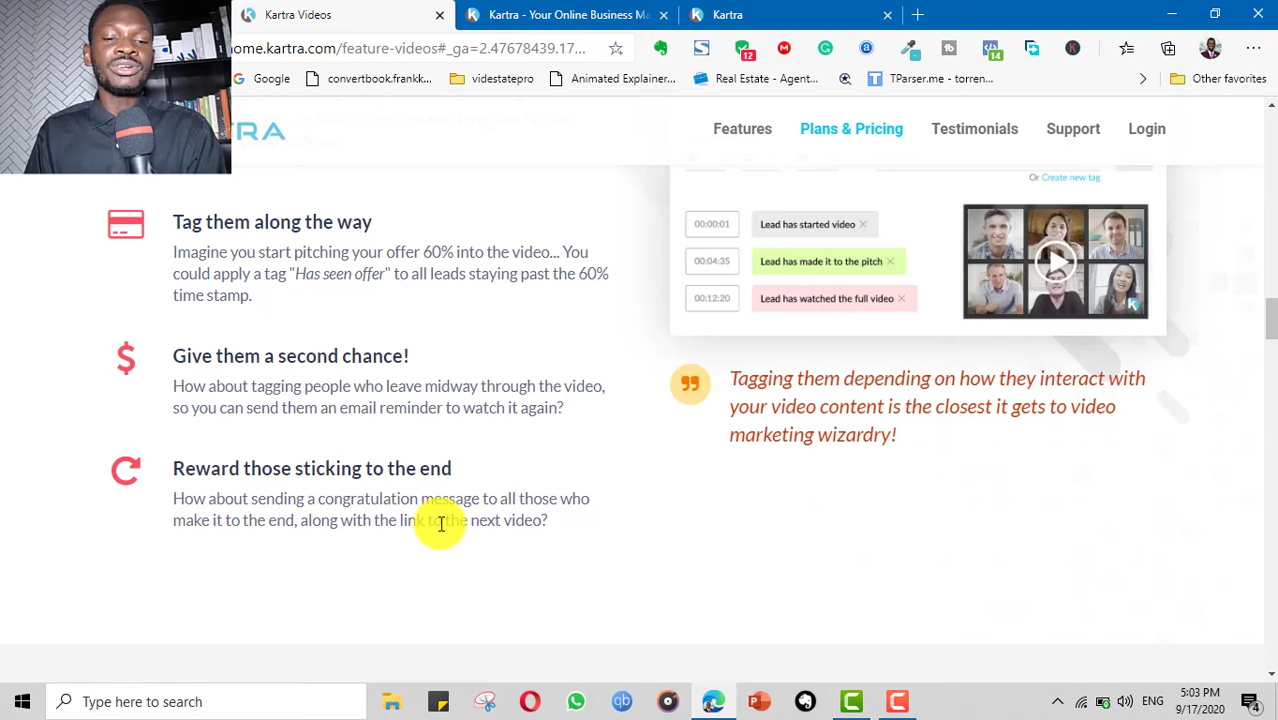 Kartra Videos
Kartra - Your Online Business Ma
Kartra
ome.kartra.com/feature-videos#_ga=2.47678439.17...
12
14
Google
convertbook.frankk...
videstatepro
Animated Explainer...
Real Estate - Agent...
TParser.me - torren...
Other favorites
TRA
Features
Plans & Pricing
Testimonials
Support
Login
Or Create new tag
Tag them along the way
Imagine you start pitching your offer 60% into the video... You
could apply a tag "Has seen offer" to all leads staying past the 60%
time stamp.
00:00:01
Lead has started video
00:04:35
Lead has made it to the pitch
00:12:20
Lead has watched the full video
Give them a second chance!
How about tagging people who leave midway through the video,
so you can send them an email reminder to watch it again?
Tagging them depending on how they interact with
your video content is the closest it gets to video
marketing wizardry!
Reward those sticking to the end
How about sending a congratulation message to all those who
make it to the end, along with the link to the next video?
Type here to search
ENG
5:03 PM
9/17/2020
4